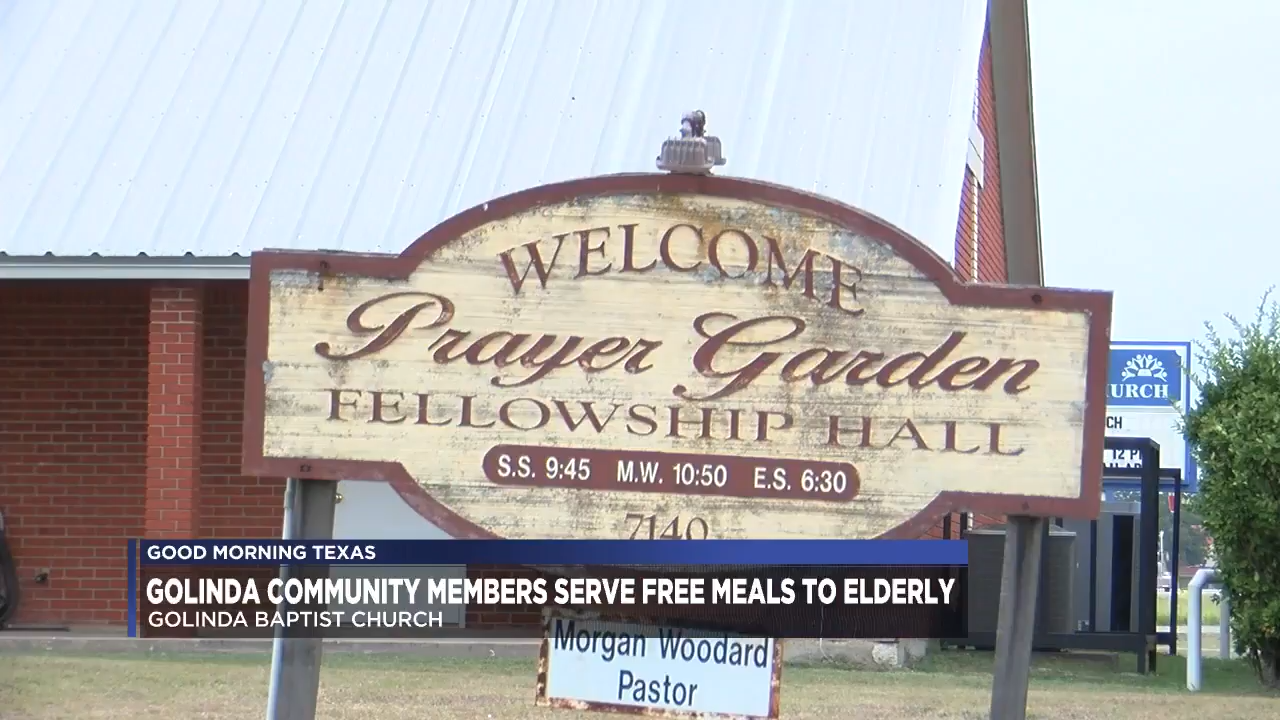 WELCOME
Prayer Garden
FELLOWSHIP HALL
S.S. 9:45 M.W. 10:50 E.S. 6:30
7140
Morgan Woodard
Pastor
GOOD MORNING TEXAS
GOLINDA COMMUNITY MEMBERS SERVE FREE MEALS TO ELDERLY
GOLINDA BAPTIST CHURCH